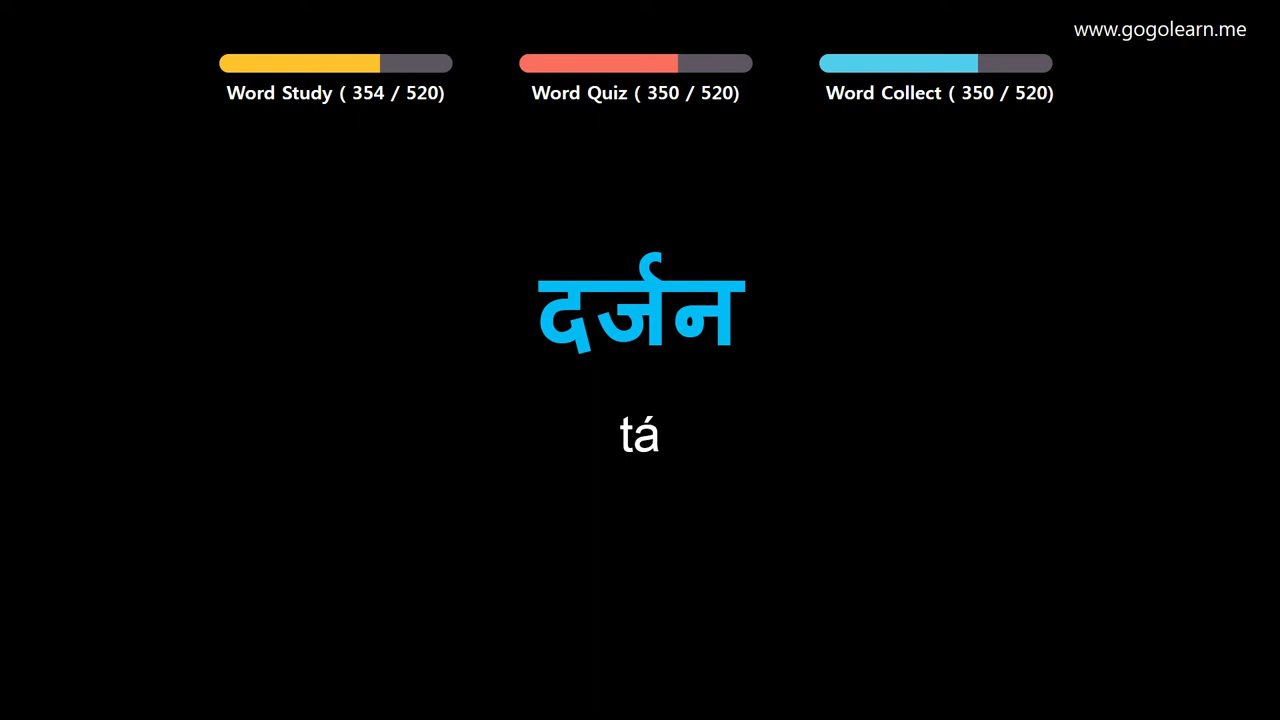 www.gogolearn.me
Word Study ( 354 / 520)
Word Quiz ( 350 / 520)
Word Collect ( 350 / 520)
दर्जन
tá